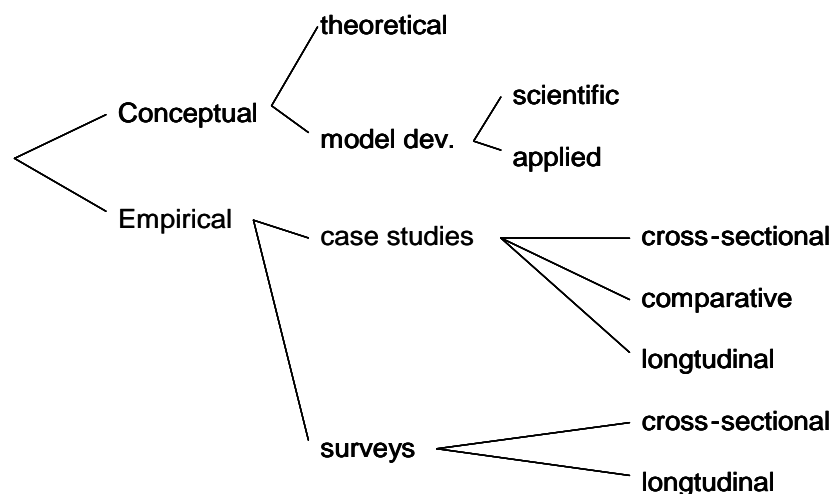 theoretical
Conceptual
scientific
model dev.
applied
Empirical
case studies
cross-sectional
comparative
longtudinal
surveys
cross-sectional
longtudinal